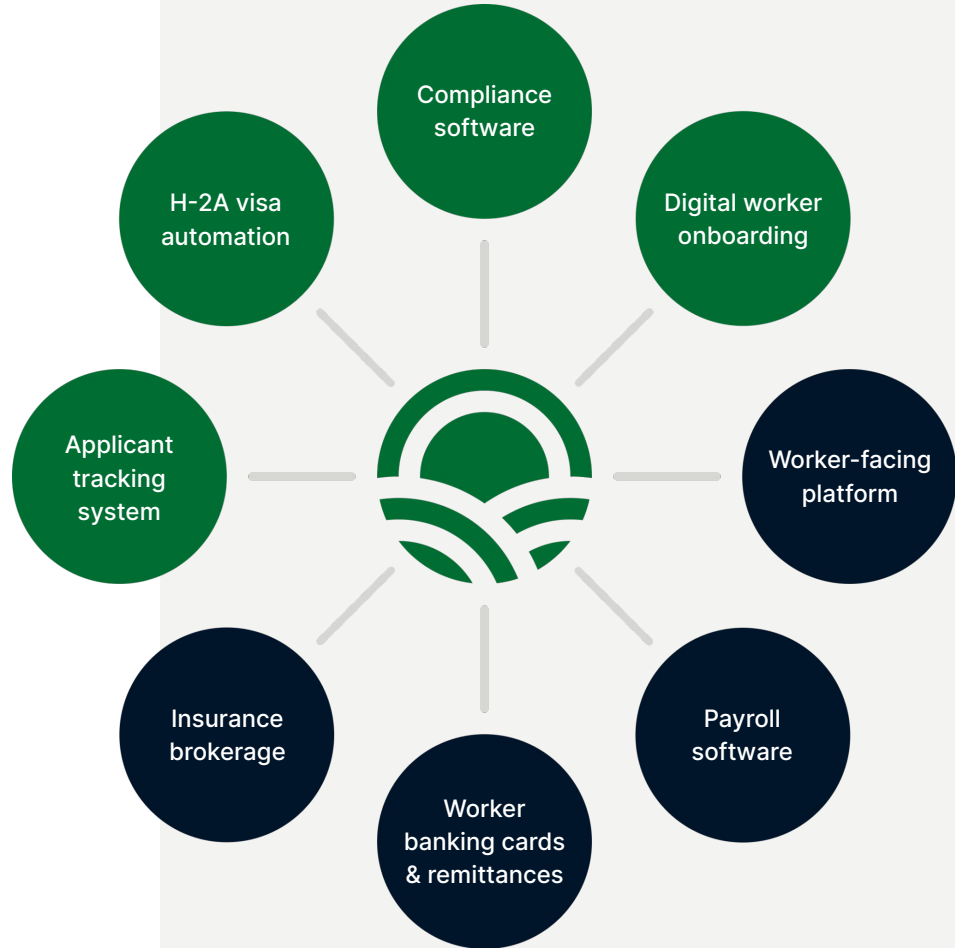 Compliance
software
H-2A visa
automation
Digital worker
onboarding
Applicant
tracking
system
Worker-facing
platform
Insurance
brokerage
Payroll
software
Worker
banking cards
& remittances